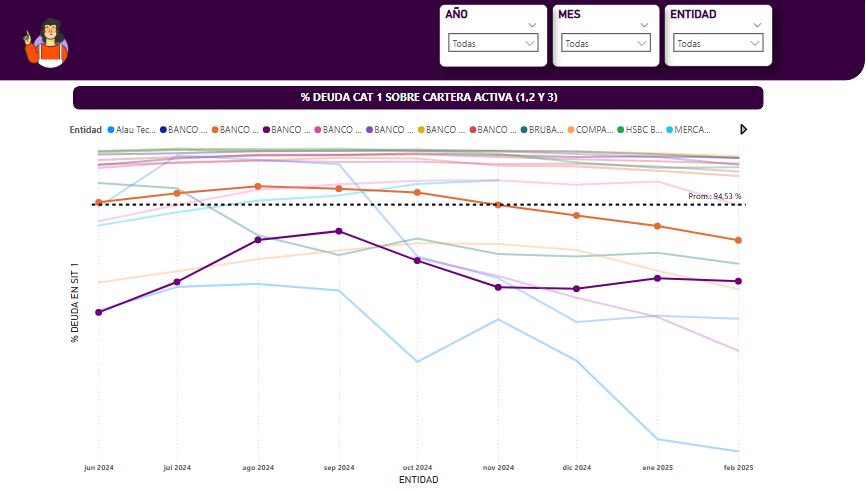 AÑO
MES
ENTIDAD
Todas
Todas
Todas
% DEUDA CAT 1 SOBRE CARTERA ACTIVA (1,2 Y 3)
Entidad Alau Tec... BANCO ... BANCO ... BANCO ... BANCO ... BANCO ... BANCO ... BANCO ... BRUBA... COMPA... HSBC B... MERCA...
Prom.: 94,53 %
% DEUDA EN SIT 1
jun 2024 jul 2024 ago 2024 sep 2024 oct 2024 nov 2024 dic 2024 ene 2025 feb 2025
ENTIDAD